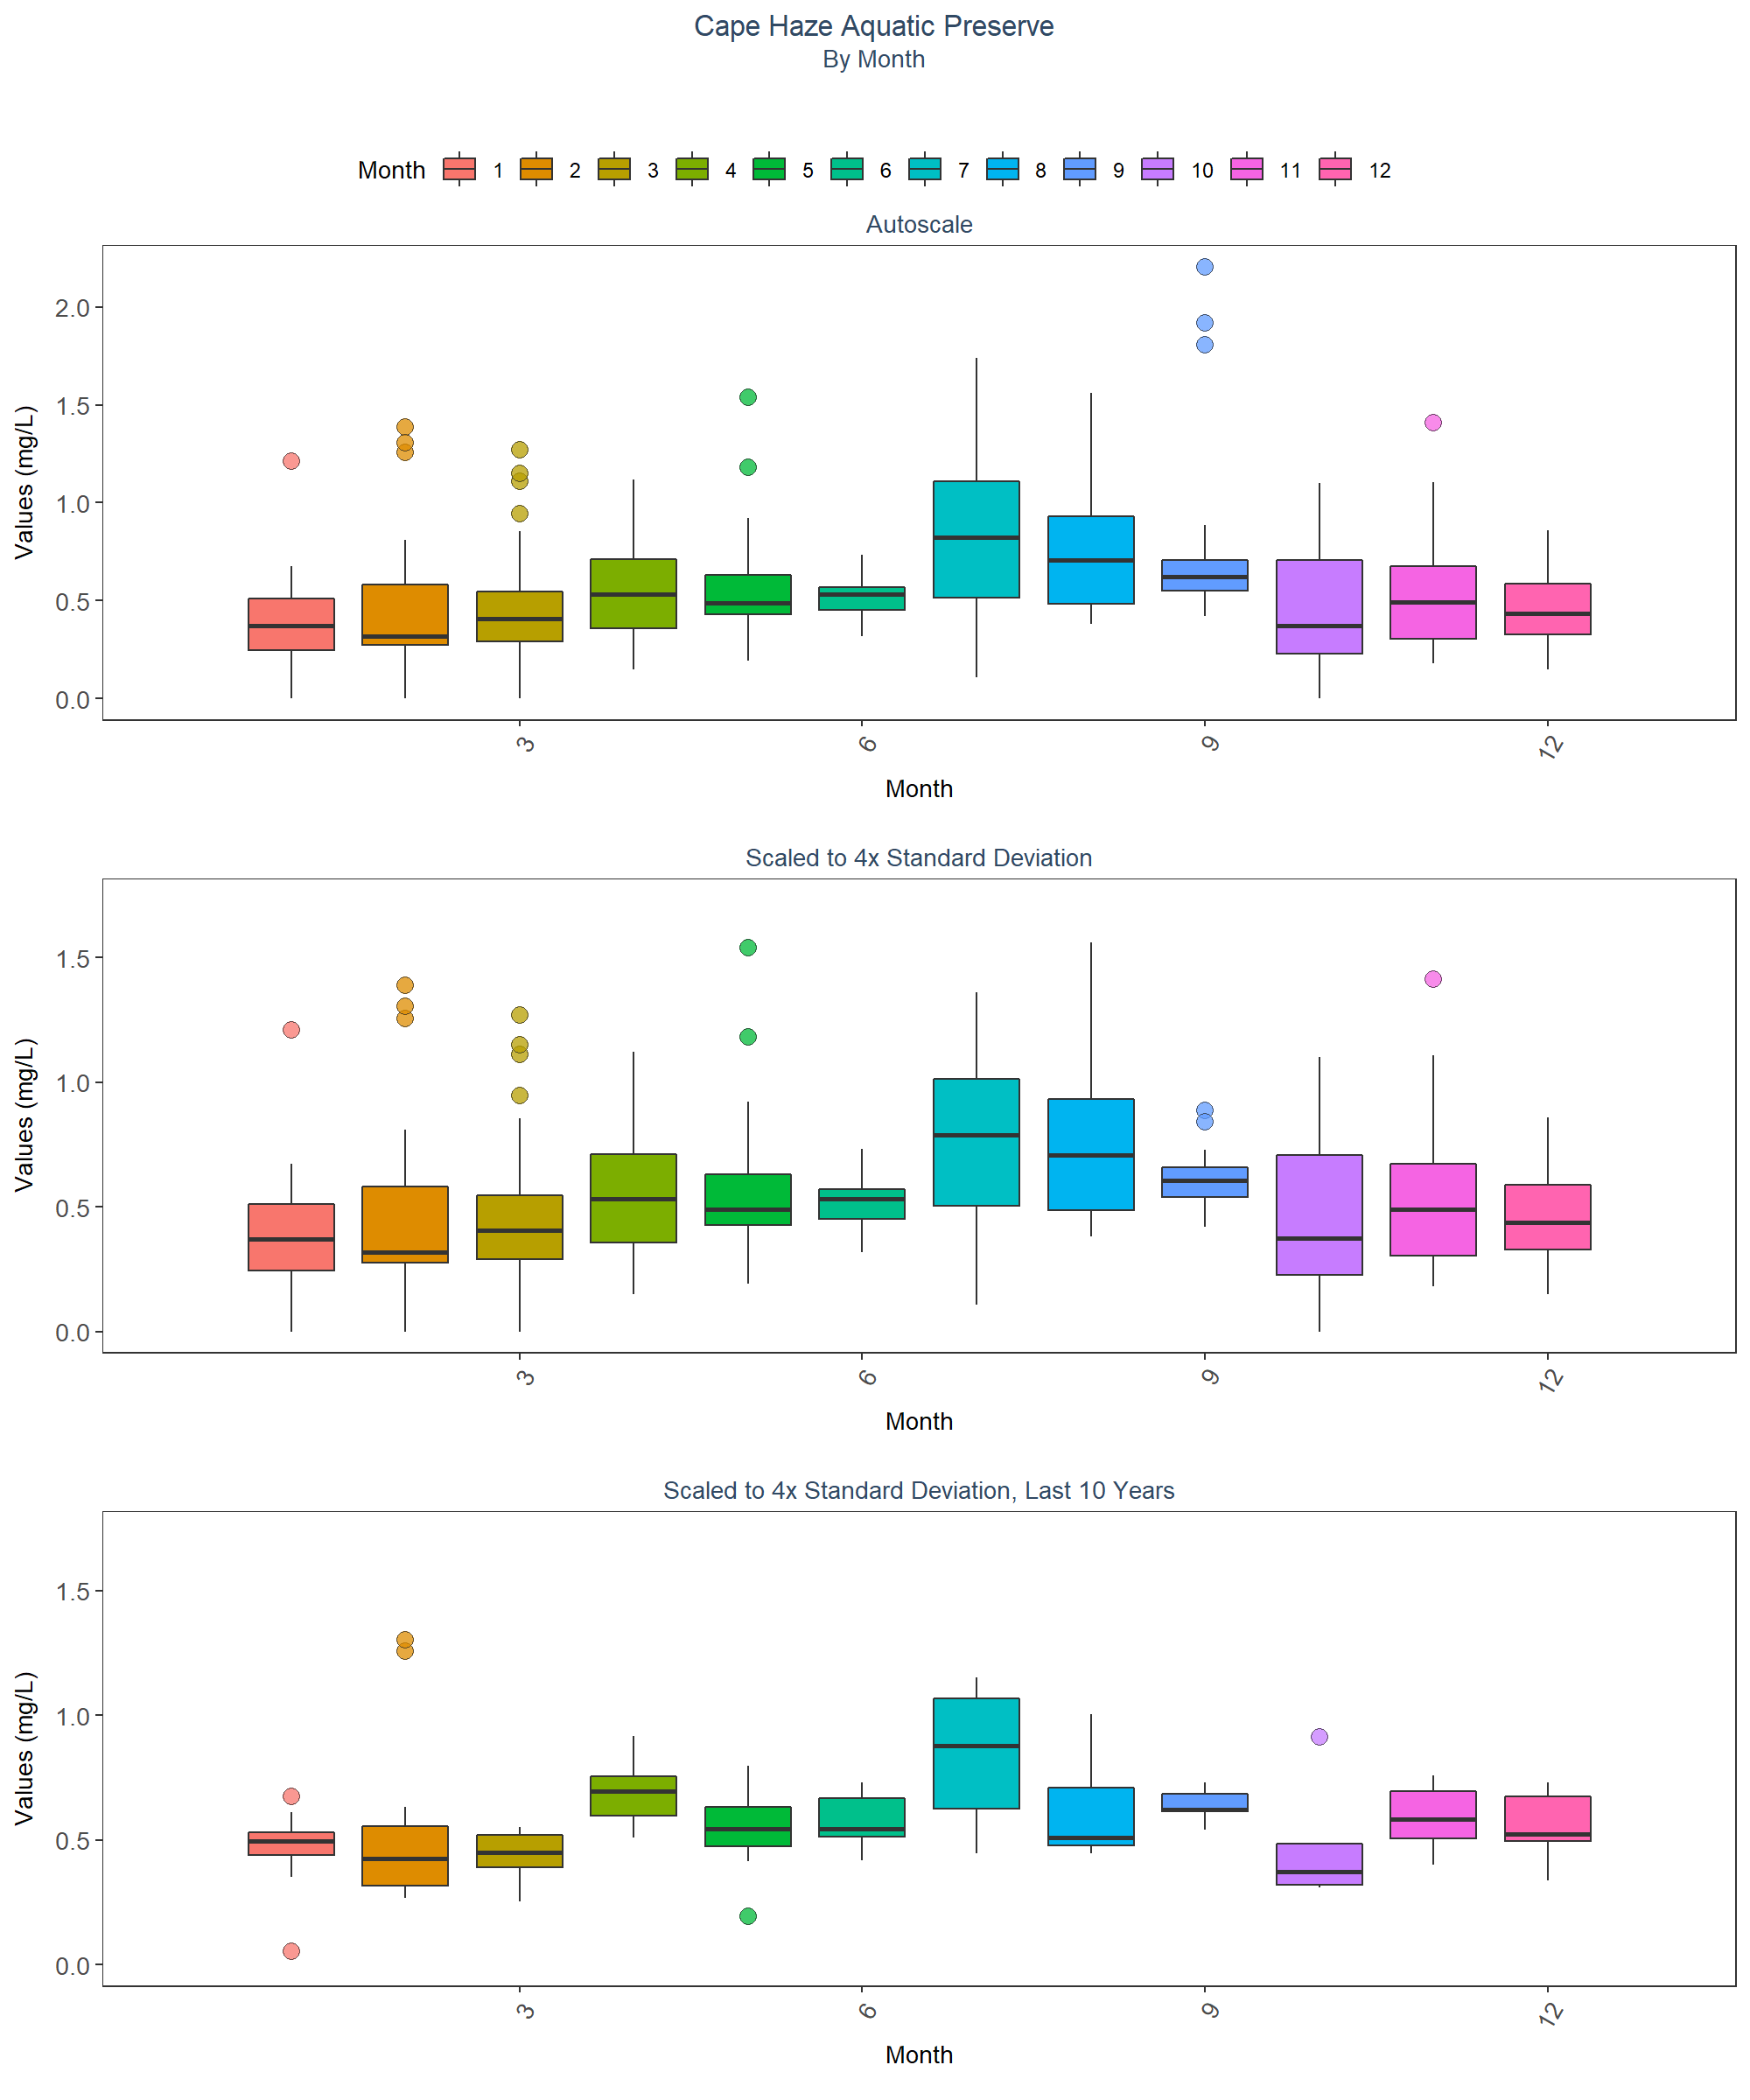 Cape Haze Aquatic Preserve
By Month
Month 1 2 3 4 5 6 7 8 9 10 11 12
Autoscale
Values (mg/L)
2.0
1.5
1.0
0.5
0.0
3 6 9 12
Month
Scaled to 4x Standard Deviation
Values (mg/L)
1.5
1.0
0.5
0.0
3 6 9 12
Month
Scaled to 4x Standard Deviation, Last 10 Years
Values (mg/L)
1.5
1.0
0.5
0.0
3 6 9 12
Month